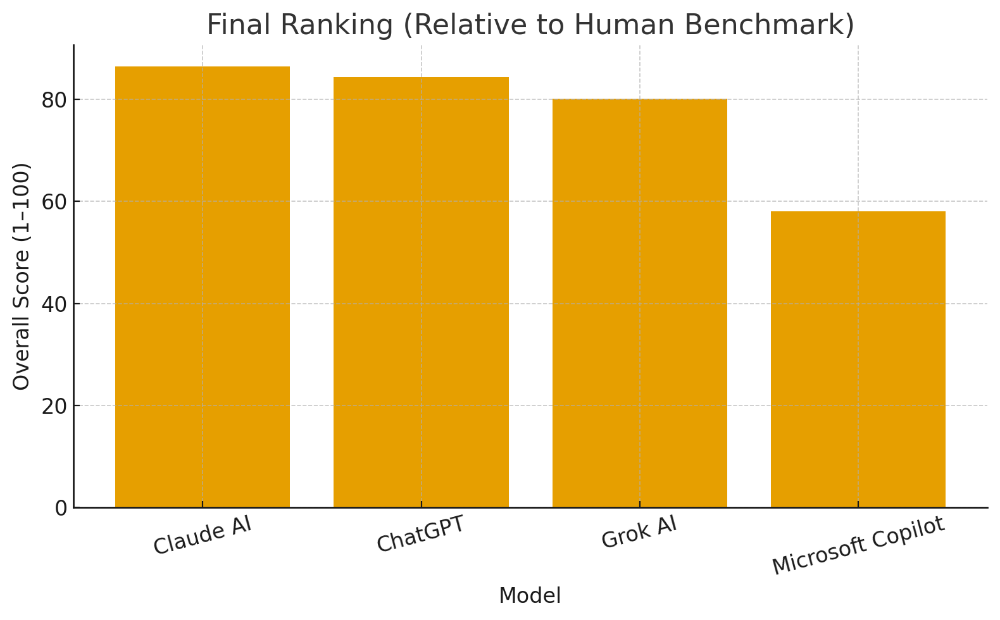 Final Ranking (Relative to Human Benchmark)
Overall Score (1–100)
80
60
40
20
0
Claude AI
ChatGPT
Grok AI
Microsoft Copilot
Model